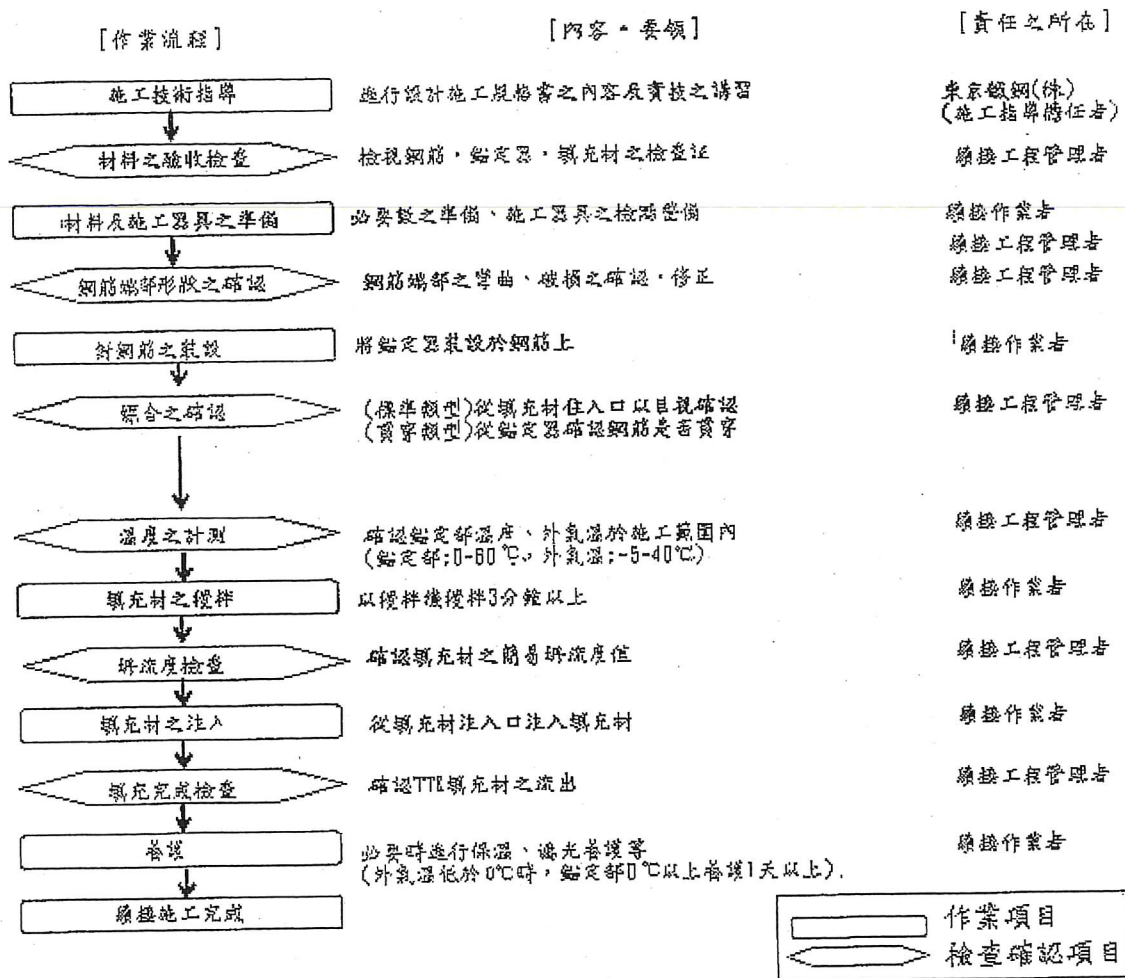 [作業流程] [內容・要領] [責任之所在]
施工技術指導 進行設計施工規格書之內容及實技之講習 東京鐵鋼(株)
(施工指導擔任者)
材料之驗收檢查 檢視鋼筋,錨定器,填充材之檢查証 續接工程管理者
材料及施工器具之準備 必要數之準備、施工器具之檢點整備 續接作業者
續接工程管理者
鋼筋端部形狀之確認 鋼筋端部之彎曲、破損之確認,修正 續接工程管理者
對鋼筋之裝設 將錨定器裝設於鋼筋上 續接作業者
螺合之確認 (標準類型)從填充材住入口以目視確認 續接工程管理者
(貫穿類型)從錨定器確認鋼筋是否貫穿
溫度之計測 確認錨定部溫度、外氣溫於施工範圍內 續接工程管理者
(錨定部;0-60℃,外氣溫;-5-40℃)
填充材之攪拌 以攪拌機攪拌3分鐘以上 續接作業者
坍流度檢查 確認填充材之簡易坍流度值 續接工程管理者
填充材之注入 從填充材注入口注入填充材 續接作業者
填充完成檢查 確認TTK填充材之流出 續接工程管理者
養護 必要時進行保溫、遮光養護等 續接作業者
(外氣溫低於0℃時,錨定部0℃以上養護1天以上).
續接施工完成
作業項目
檢查確認項目